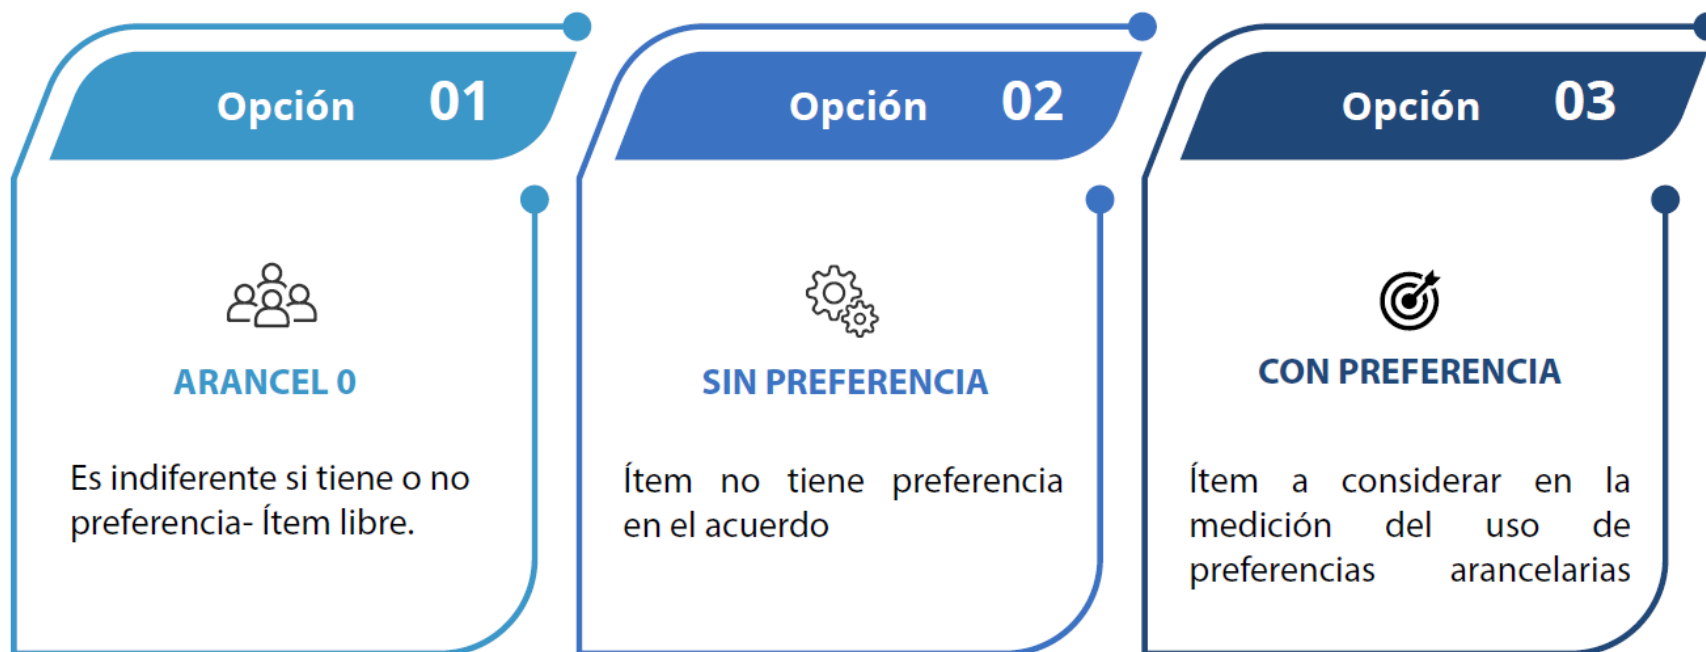 Opción 01
ARANCEL 0
Es indiferente si tiene o no
preferencia- Ítem libre.
Opción 02
SIN PREFERENCIA
Ítem no tiene preferencia
en el acuerdo
Opción 03
CON PREFERENCIA
Ítem a considerar en la
medición del uso de
preferencias arancelarias